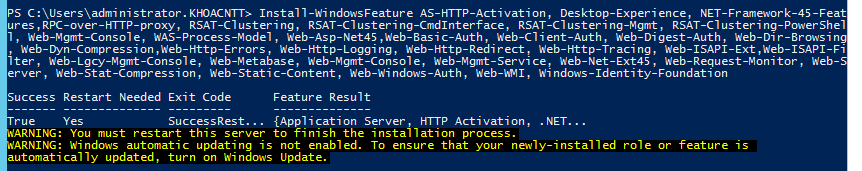 PS C:\Users\administrator.KHOACNTT> Install-WindowsFeature AS-HTTP-Activation, Desktop-Experience, NET-Framework-45-Feat
ures,RPC-over-HTTP-proxy, RSAT-Clustering, RSAT-Clustering-CmdInterface, RSAT-Clustering-Mgmt, RSAT-Clustering-PowerShel
l, Web-Mgmt-Console, WAS-Process-Model, Web-Asp-Net45,Web-Basic-Auth, Web-Client-Auth, Web-Digest-Auth, Web-Dir-Browsing
, Web-Dyn-Compression,Web-Http-Errors, Web-Http-Logging, Web-Http-Redirect, Web-Http-Tracing, Web-ISAPI-Ext,Web-ISAPI-Fi
lter, Web-Lgcy-Mgmt-Console, Web-Metabase, Web-Mgmt-Console, Web-Mgmt-Service, Web-Net-Ext45, Web-Request-Monitor, Web-S
erver, Web-Stat-Compression, Web-Static-Content, Web-Windows-Auth, Web-WMI, Windows-Identity-Foundation
Success Restart Needed Exit Code Feature Result
------- -------------- --------- --------------
True Yes SuccessRest... {Application Server, HTTP Activation, .NET...
WARNING: You must restart this server to finish the installation process.
WARNING: Windows automatic updating is not enabled. To ensure that your newly-installed role or feature is
automatically updated, turn on Windows Update.